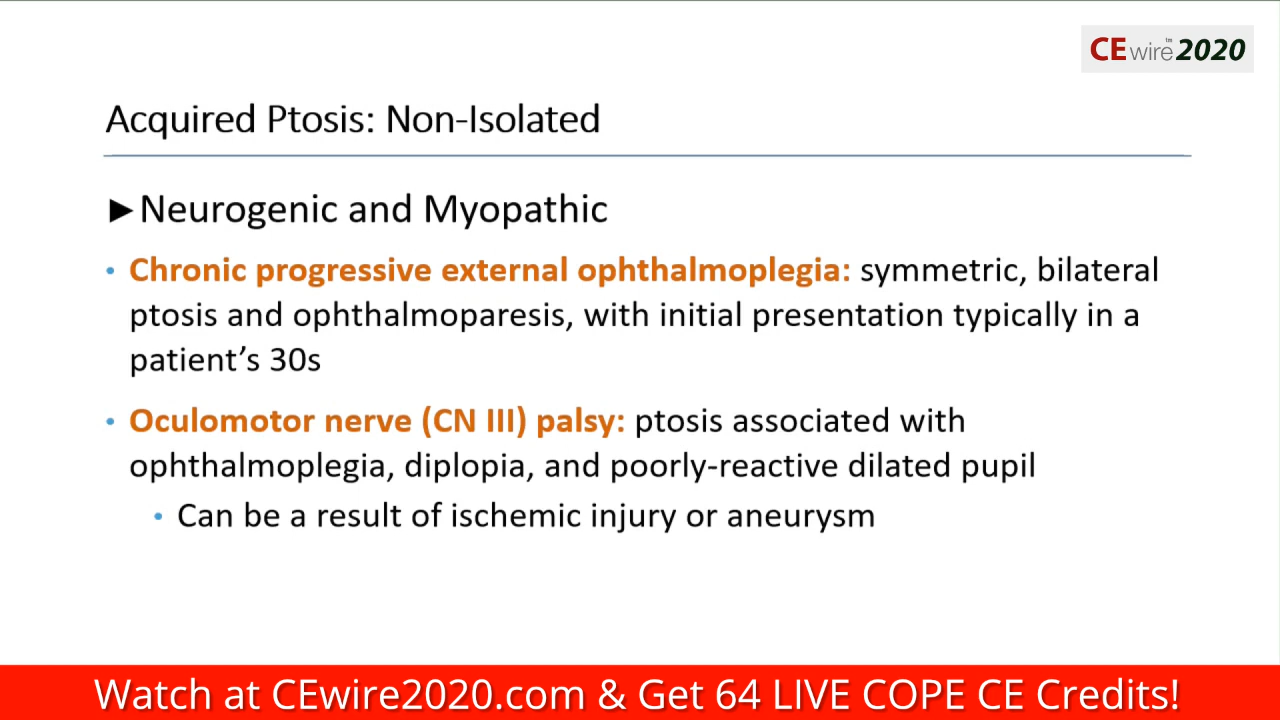 CEwire™2020
Acquired Ptosis: Non-Isolated
►Neurogenic and Myopathic
• Chronic progressive external ophthalmoplegia: symmetric, bilateral
ptosis and ophthalmoparesis, with initial presentation typically in a
patient’s 30s
• Oculomotor nerve (CN III) palsy: ptosis associated with
ophthalmoplegia, diplopia, and poorly-reactive dilated pupil
• Can be a result of ischemic injury or aneurysm
Watch at CEwire2020.com & Get 64 LIVE COPE CE Credits!